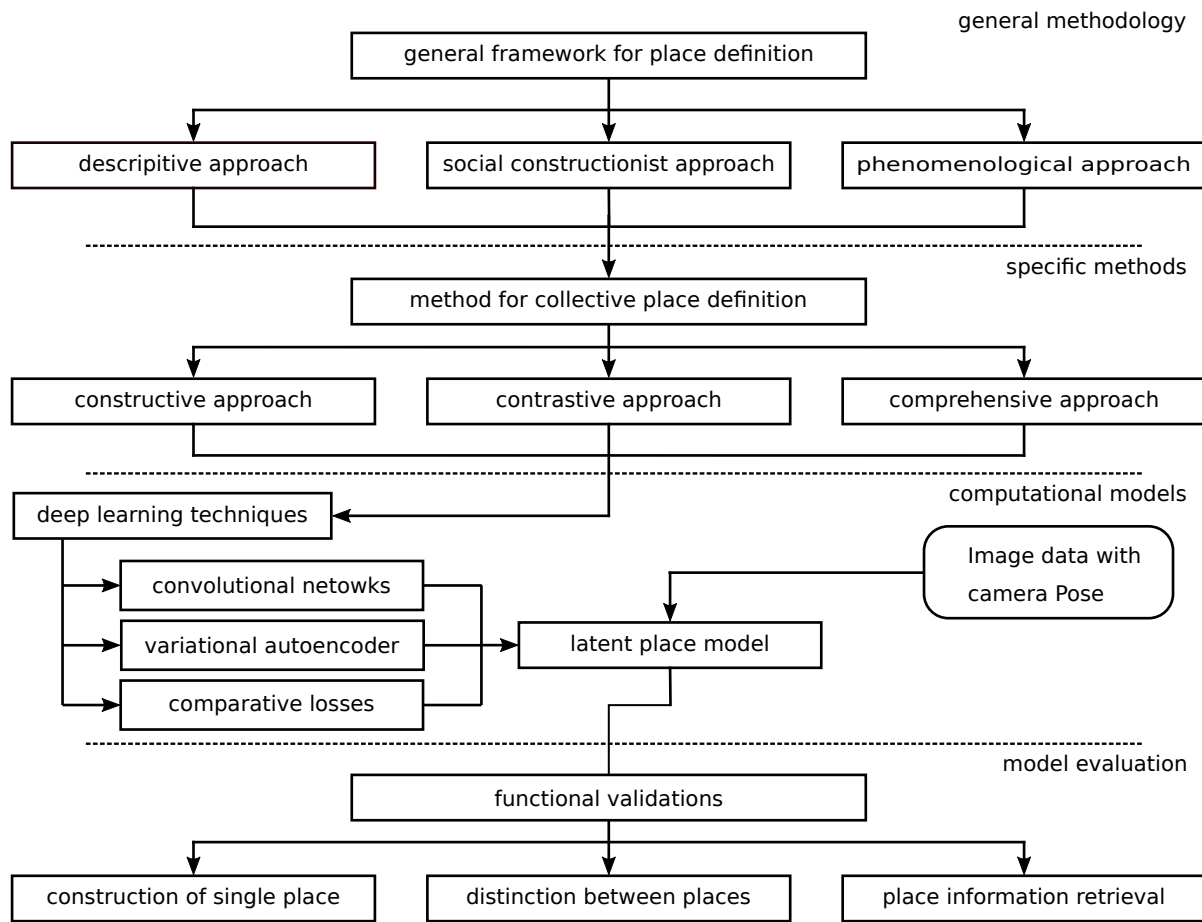 general methodology
general framework for place definition
descripitive approach
social constructionist approach
phenomenological approach
specific methods
method for collective place definition
constructive approach
contrastive approach
comprehensive approach
computational models
deep learning techniques
Image data with
camera Pose
convolutional netowks
variational autoencoder
latent place model
comparative losses
model evaluation
functional validations
construction of single place
distinction between places
place information retrieval